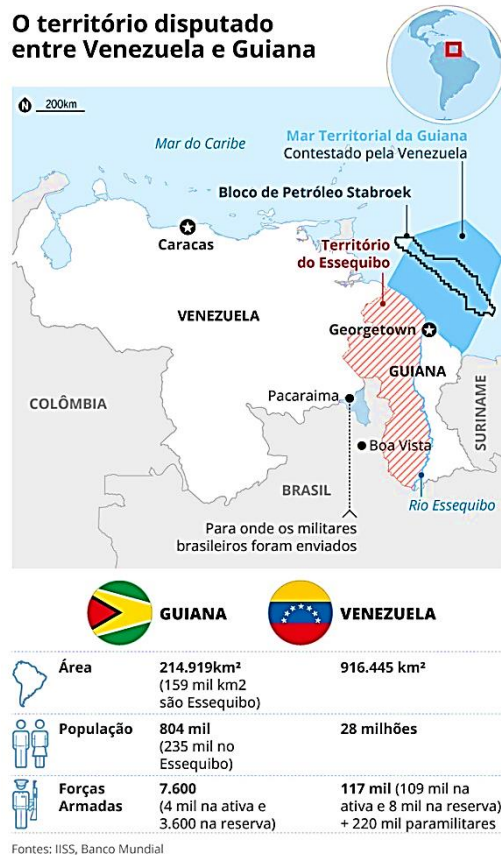 O território disputado
entre Venezuela e Guiana
N 200km
Mar do Caribe
Mar Territorial da Guiana
Contestado pela Venezuela
Bloco de Petróleo Stabroek
Caracas
Território
do Essequibo
VENEZUELA
Georgetown
GUIANA
COLÔMBIA
Pacaraima
SURINAME
Boa Vista
BRASIL
Rio Essequibo
Para onde os militares
brasileiros foram enviados
GUIANA
VENEZUELA
Área
214.919km²
(159 mil km2
são Essequibo)
916.445 km²
População
804 mil
(235 mil no
Essequibo)
28 milhões
Forças
Armadas
7.600
(4 mil na ativa e
3.600 na reserva)
117 mil (109 mil na
ativa e 8 mil na reserva)
+ 220 mil paramilitares
Fontes: IISS, Banco Mundial